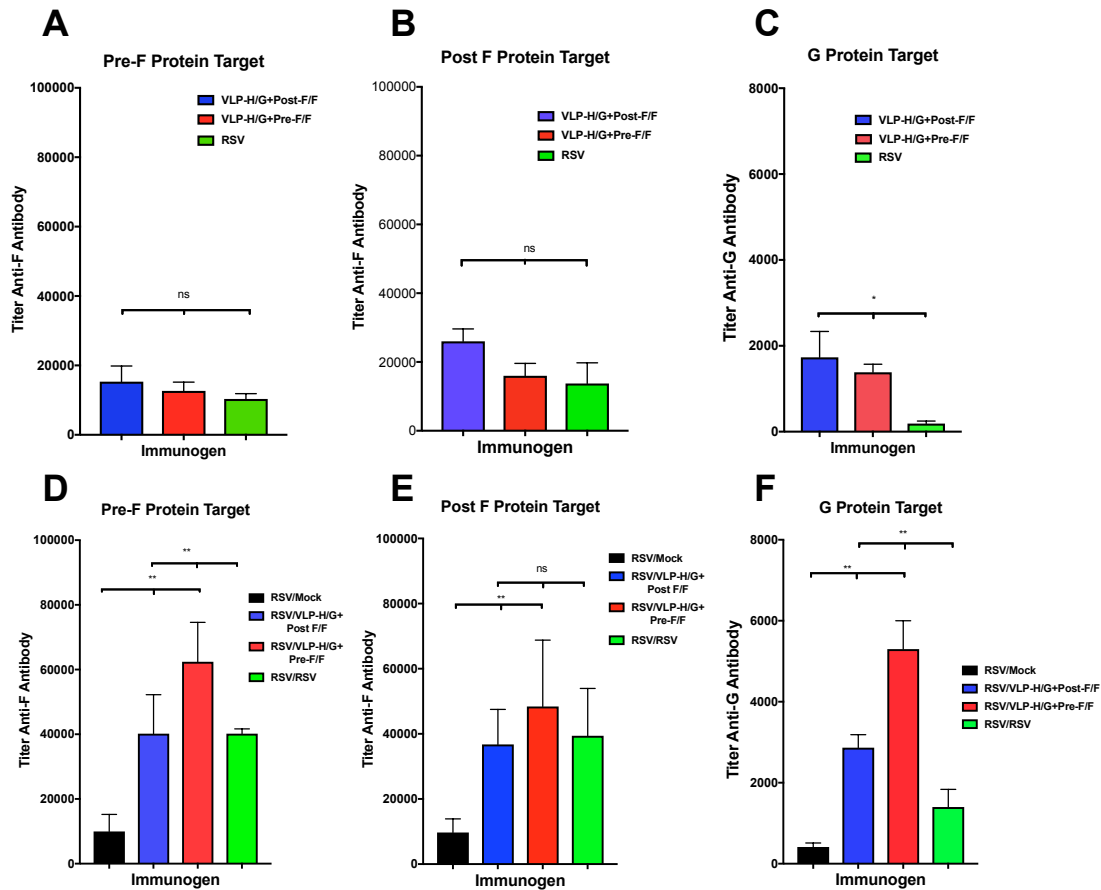 A
Pre-F Protein Target
100000
80000
60000
40000
20000
0
Titer Anti-F Antibody
VLP-H/G+Post-F/F
VLP-H/G+Pre-F/F
RSV
ns
Immunogen
B
Post F Protein Target
100000
80000
60000
40000
20000
0
Titer Anti-F Antibody
VLP-H/G+Post-F/F
VLP-H/G+Pre-F/F
RSV
ns
Immunogen
C
G Protein Target
8000
6000
4000
2000
0
Titer Anti-G Antibody
VLP-H/G+Post-F/F
VLP-H/G+Pre-F/F
RSV
*
Immunogen
D
Pre-F Protein Target
100000
80000
60000
40000
20000
0
Titer Anti-F Antibody
**
**
RSV/Mock
RSV/VLP-H/G+
Post F/F
RSV/VLP-H/G+
Pre-F/F
RSV/RSV
Immunogen
E
Post F Protein Target
100000
80000
60000
40000
20000
0
Titer Anti-F Antibody
ns
**
RSV/Mock
RSV/VLP-H/G+
Post F/F
RSV/VLP-H/G+
Pre-F/F
RSV/RSV
Immunogen
F
G Protein Target
8000
6000
4000
2000
0
Titer Anti-G Antibody
**
**
RSV/Mock
RSV/VLP-H/G+Post-F/F
RSV/VLP-H/G+Pre-F/F
RSV/RSV
Immunogen